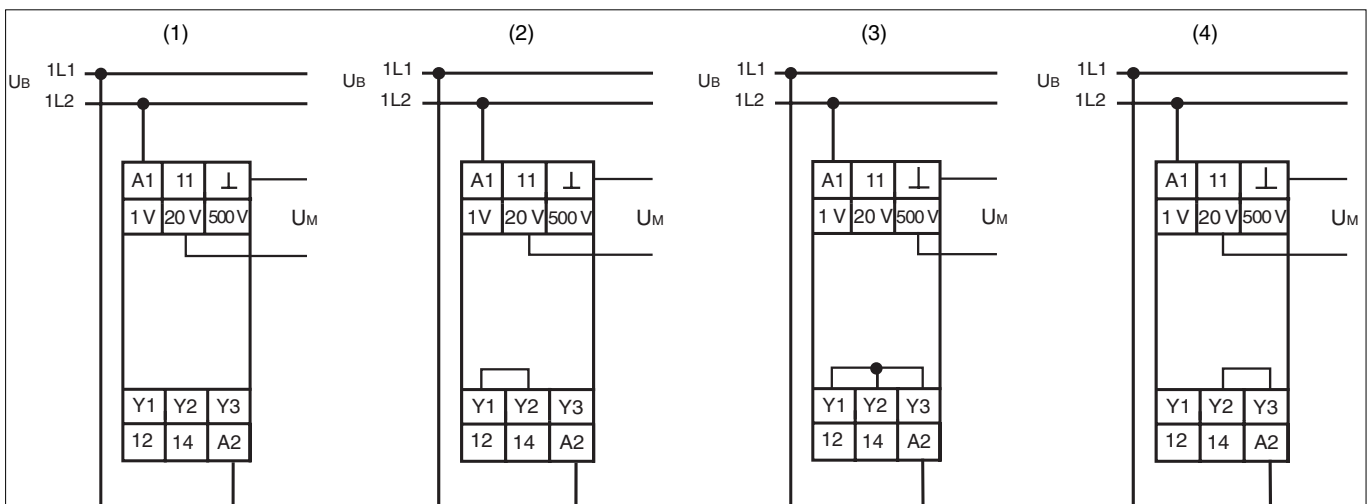 (1) (2) (3) (4)
UB 1L1 UB 1L1 UB 1L1 UB 1L1
1L2 1L2 1L2 1L2
A1 11 ⊥ A1 11 ⊥ A1 11 ⊥ A1 11 ⊥
1 V 20 V 500 V UM 1 V 20 V 500 V UM 1 V 20 V 500 V UM 1 V 20 V 500 V UM
Y1 Y2 Y3 Y1 Y2 Y3 Y1 Y2 Y3 Y1 Y2 Y3
12 14 A2 12 14 A2 12 14 A2 12 14 A2